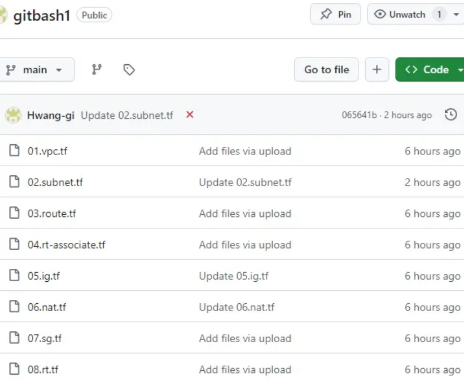 gitbash1 Public Pin Unwatch 1
main Go to file Code
Hwang-gi Update 02.subnet.tf 065641b · 2 hours ago
01.vpc.tf Add files via upload 6 hours ago
02.subnet.tf Update 02.subnet.tf 2 hours ago
03.route.tf Add files via upload 6 hours ago
04.rt-associate.tf Add files via upload 6 hours ago
05.ig.tf Update 05.ig.tf 6 hours ago
06.nat.tf Update 06.nat.tf 6 hours ago
07.sg.tf Add files via upload 6 hours ago
08.rt.tf Add files via upload 6 hours ago